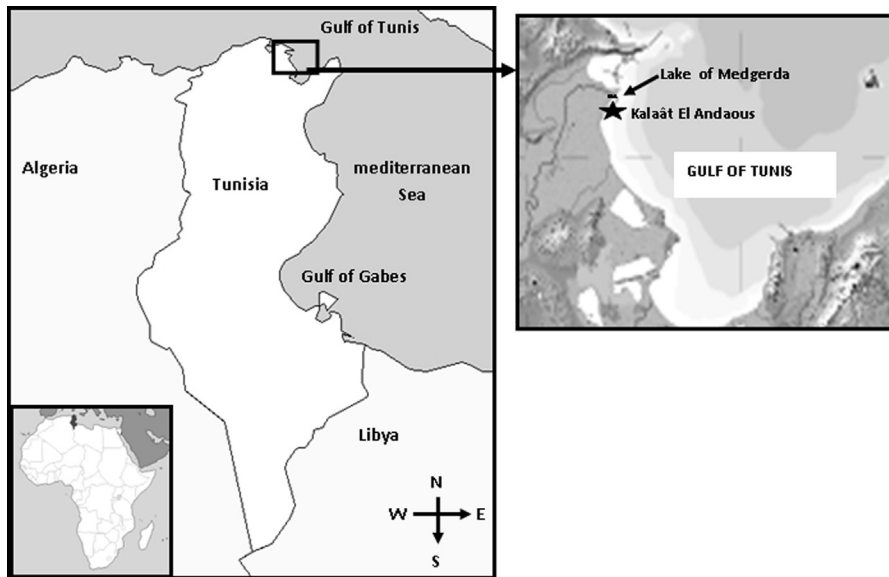 Gulf of Tunis
Algeria
Tunisia
mediterranean
Sea
Gulf of Gabes
Libya
N
W
E
S
Lake of Medgerda
Kalaât El Andaous
GULF OF TUNIS